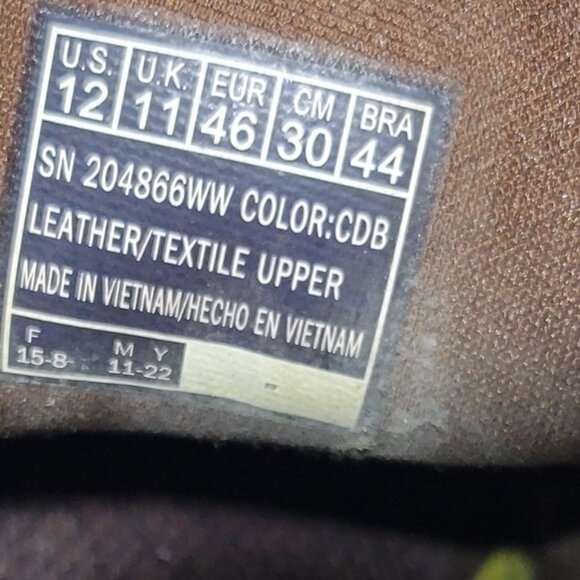 U.S. U.K. EUR CM BRA
12 11 46 30 44
SN 204866WW COLOR:CDB
LEATHER/TEXTILE UPPER
MADE IN VIETNAM/HECHO EN VIETNAM
F M Y
15-8 11-22